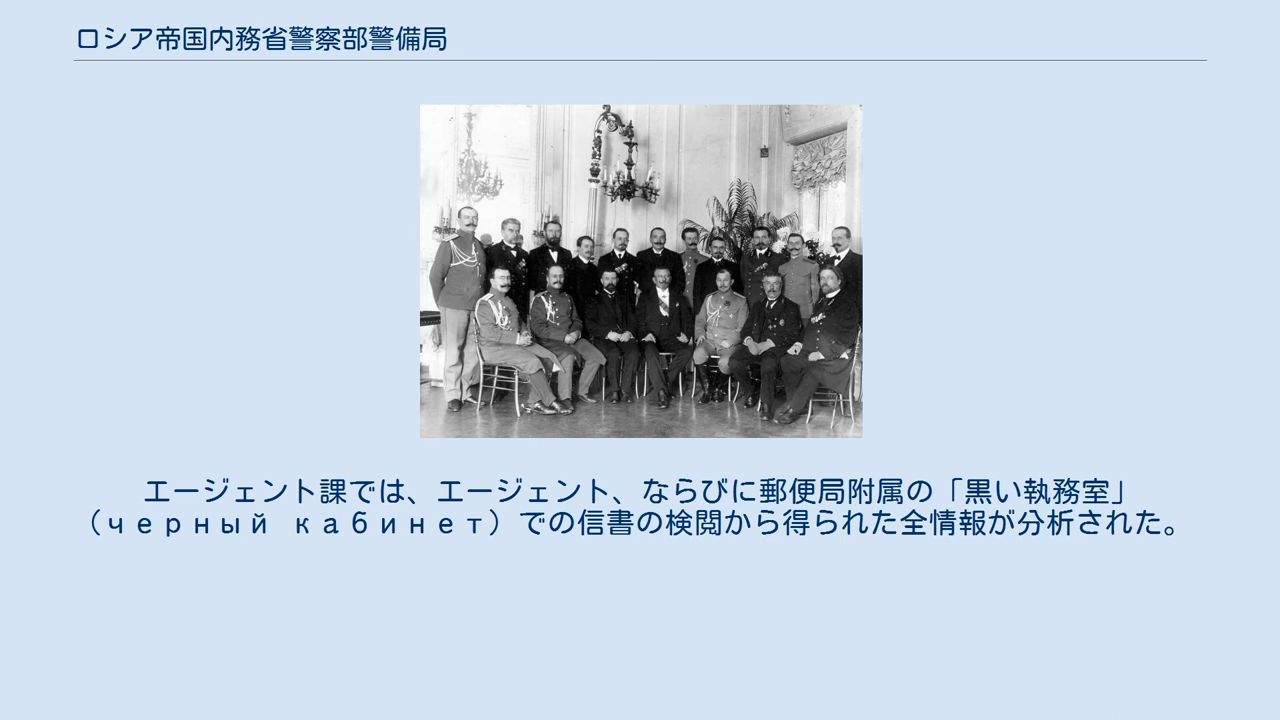 ロシア帝国内務省警察部警備局
エージェント課では、エージェント、ならびに郵便局附属の「黒い執務室」
（черный кабинет）での信書の検閲から得られた全情報が分析された。